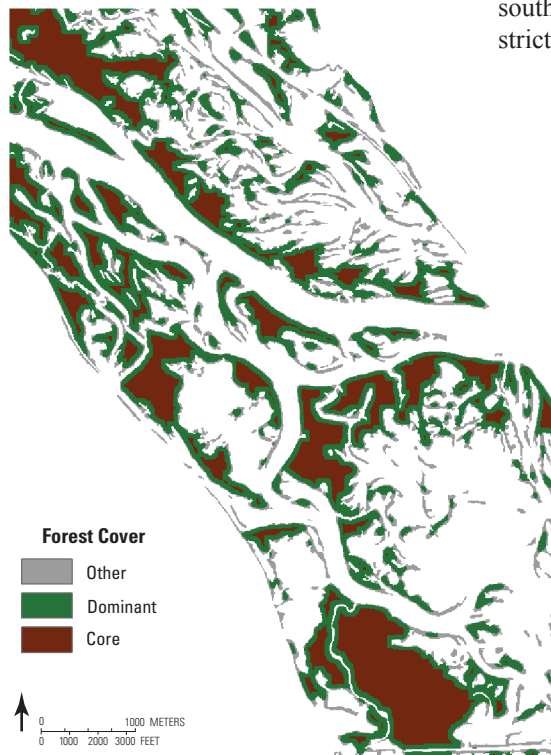 south
strict
Forest Cover
Other
Dominant
Core
0 1000 METERS
0 1000 2000 3000 FEET